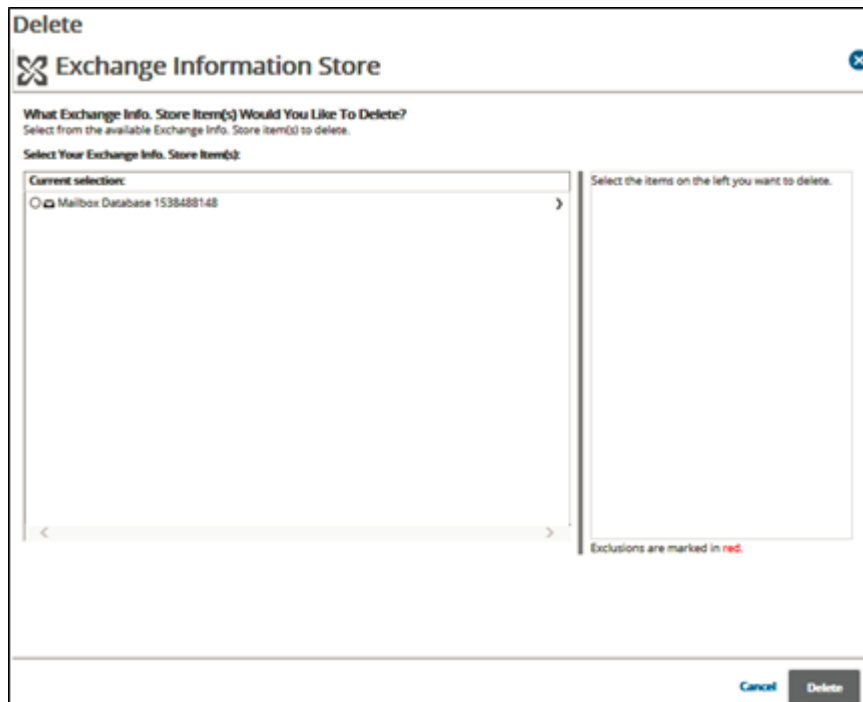 Delete
Exchange Information Store
What Exchange Info. Store Item(s) Would You Like To Delete?
Select from the available Exchange Info. Store item(s) to delete.
Select Your Exchange Info. Store Item(s):
Current selection:
Mailbox Database 1538488148
Select the items on the left you want to delete.
Exclusions are marked in red.
Cancel
Delete